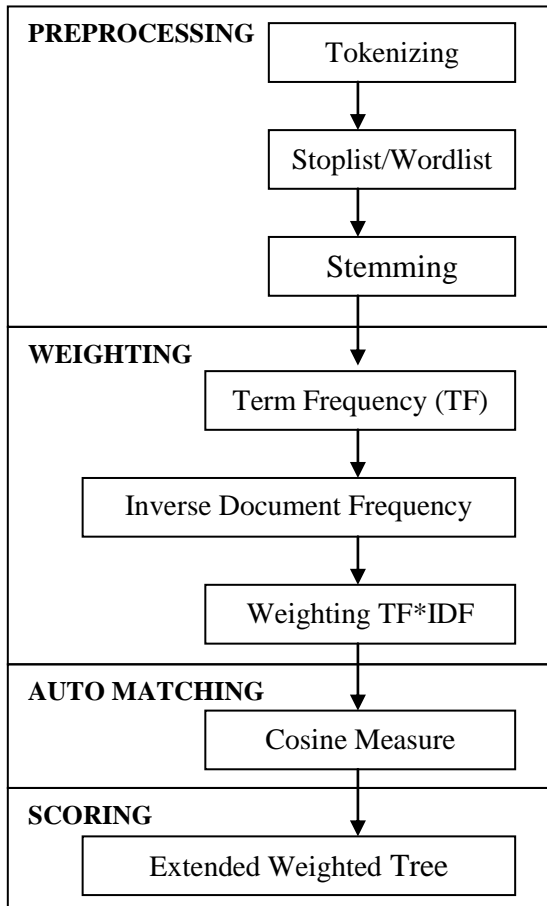 PREPROCESSING
Tokenizing
Stoplist/Wordlist
Stemming
WEIGHTING
Term Frequency (TF)
Inverse Document Frequency
Weighting TF*IDF
AUTO MATCHING
Cosine Measure
SCORING
Extended Weighted Tree